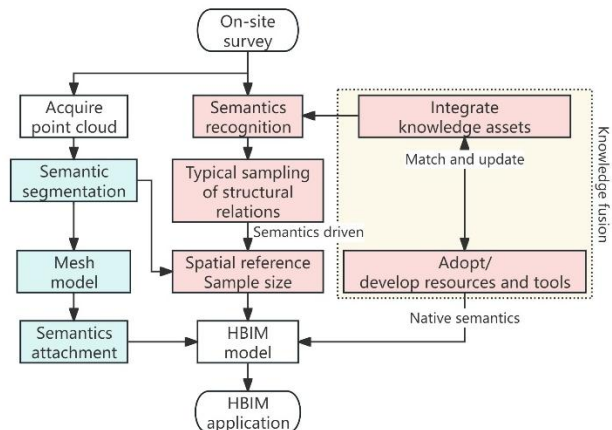 On-site
survey
Acquire
point cloud
Semantics
recognition
Integrate
knowledge assets
Match and update
Knowledge fusion
Semantic
segmentation
Typical sampling
of structural
relations
Semantics driven
Mesh
model
Spatial reference
Sample size
Adopt/
develop resources and tools
Native semantics
Semantics
attachment
HBIM
model
HBIM
application